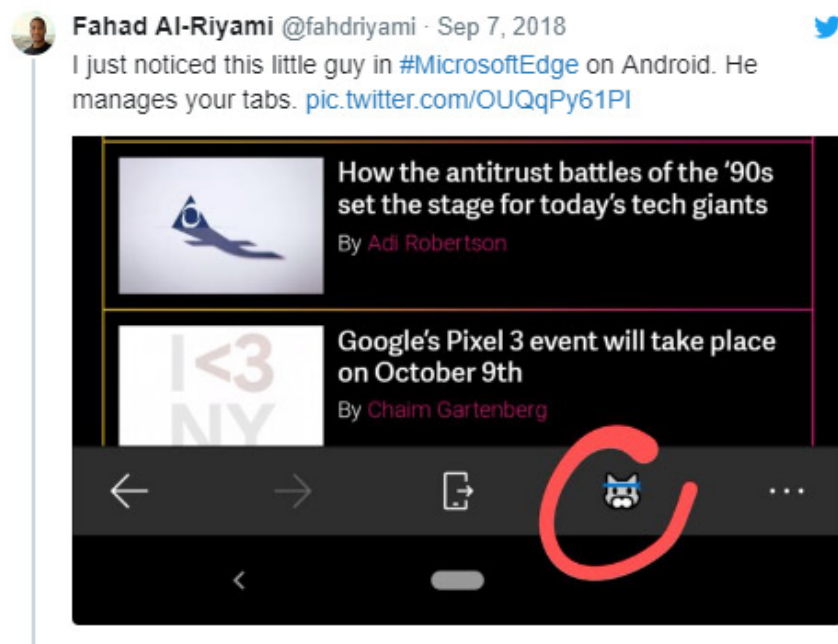 Fahad Al-Riyami @fahdriyami · Sep 7, 2018
I just noticed this little guy in #MicrosoftEdge on Android. He
manages your tabs. pic.twitter.com/OUQqPy61PI
How the antitrust battles of the '90s
set the stage for today's tech giants
By Adi Robertson
I<3
NY
Google's Pixel 3 event will take place
on October 9th
By Chaim Gartenberg